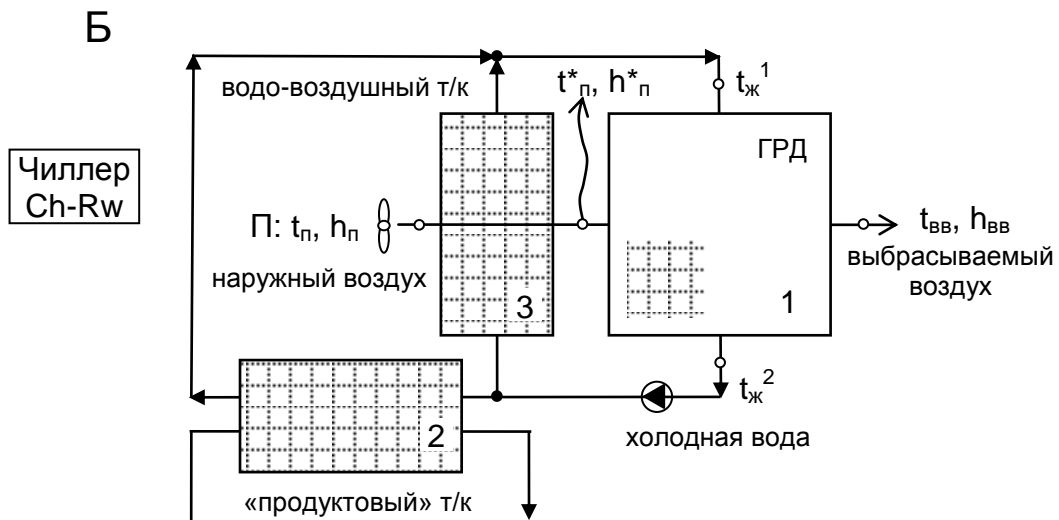 Б
водо-воздушный т/к
t*п, h*п
tж1
Чиллер
Ch-Rw
ГРД
П: tп, hп
наружный воздух
tвв, hвв
выбрасываемый
воздух
3
1
2
tж2
холодная вода
«продуктовый» т/к